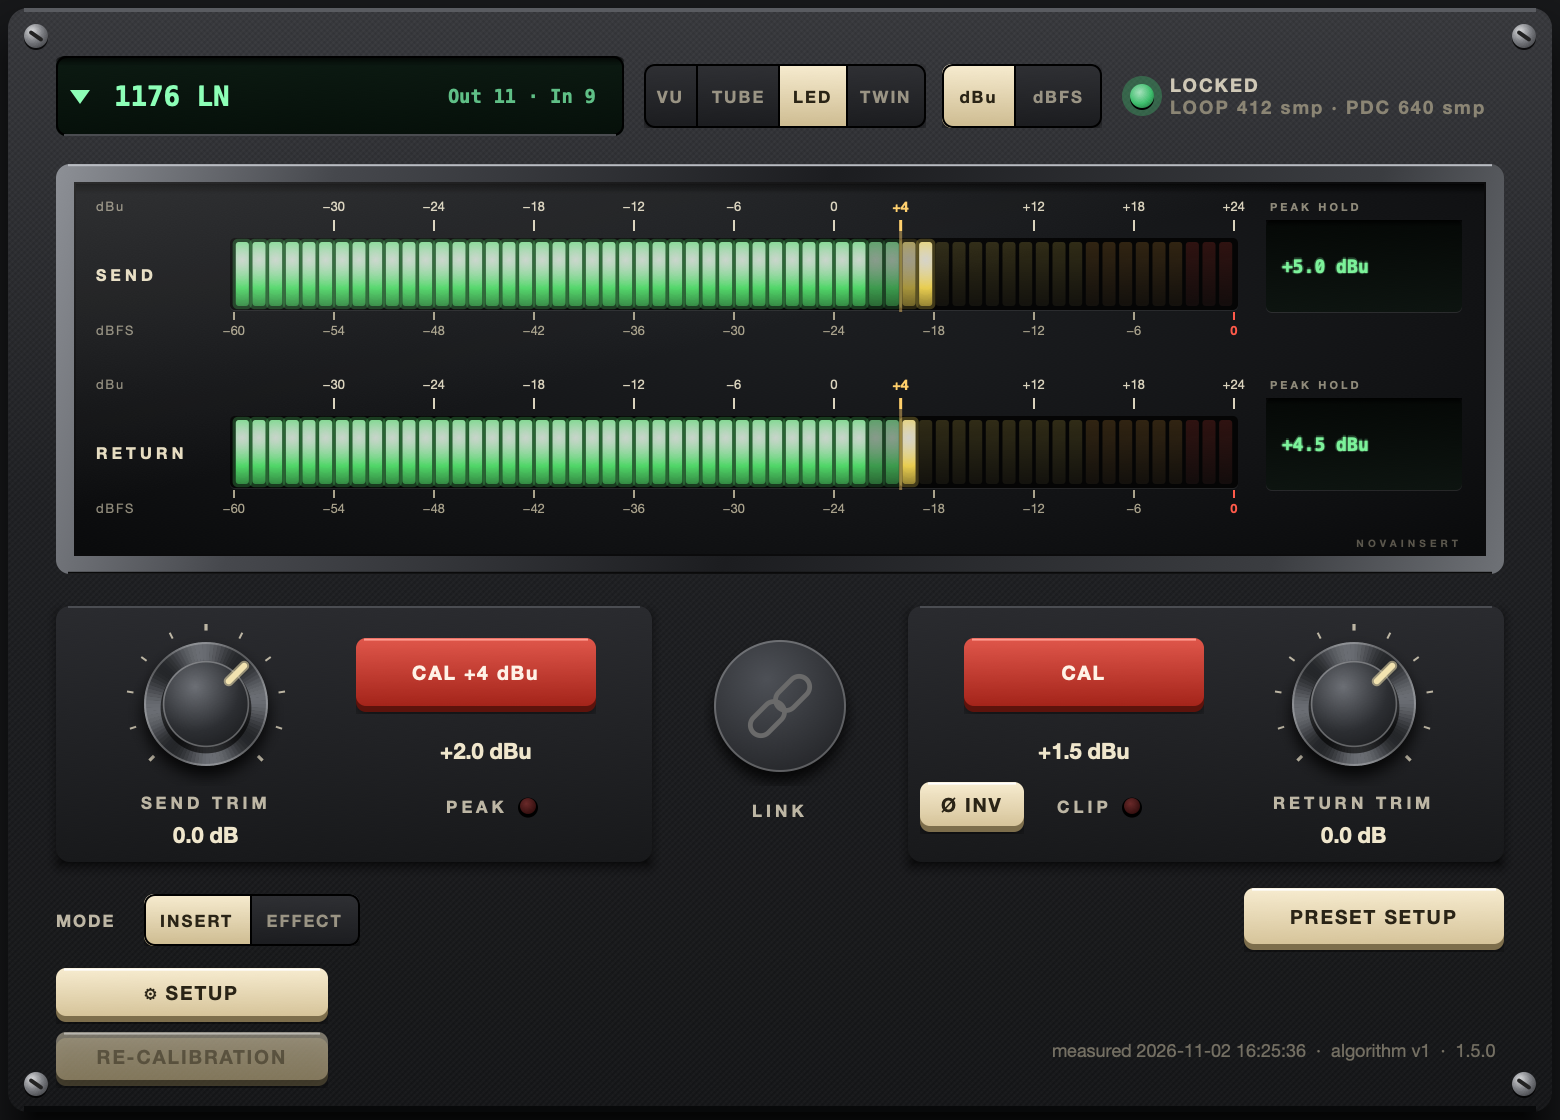 1176 LN
Out 11 · In 9
VU TUBE LED TWIN
dBu dBFS
LOCKED
LOOP 412 smp · PDC 640 smp
dBu −30 −24 −18 −12 −6 0 +4 +12 +18 +24
PEAK HOLD
SEND
+5.0 dBu
dBFS −60 −54 −48 −42 −36 −30 −24 −18 −12 −6 0
dBu −30 −24 −18 −12 −6 0 +4 +12 +18 +24
PEAK HOLD
RETURN
+4.5 dBu
dBFS −60 −54 −48 −42 −36 −30 −24 −18 −12 −6 0
NOVAINSERT
CAL +4 dBu
+2.0 dBu
SEND TRIM
0.0 dB
PEAK
LINK
CAL
+1.5 dBu
Ø INV
CLIP
RETURN TRIM
0.0 dB
MODE INSERT EFFECT
PRESET SETUP
⚙ SETUP
RE-CALIBRATION
measured 2026-11-02 16:25:36 · algorithm v1 · 1.5.0